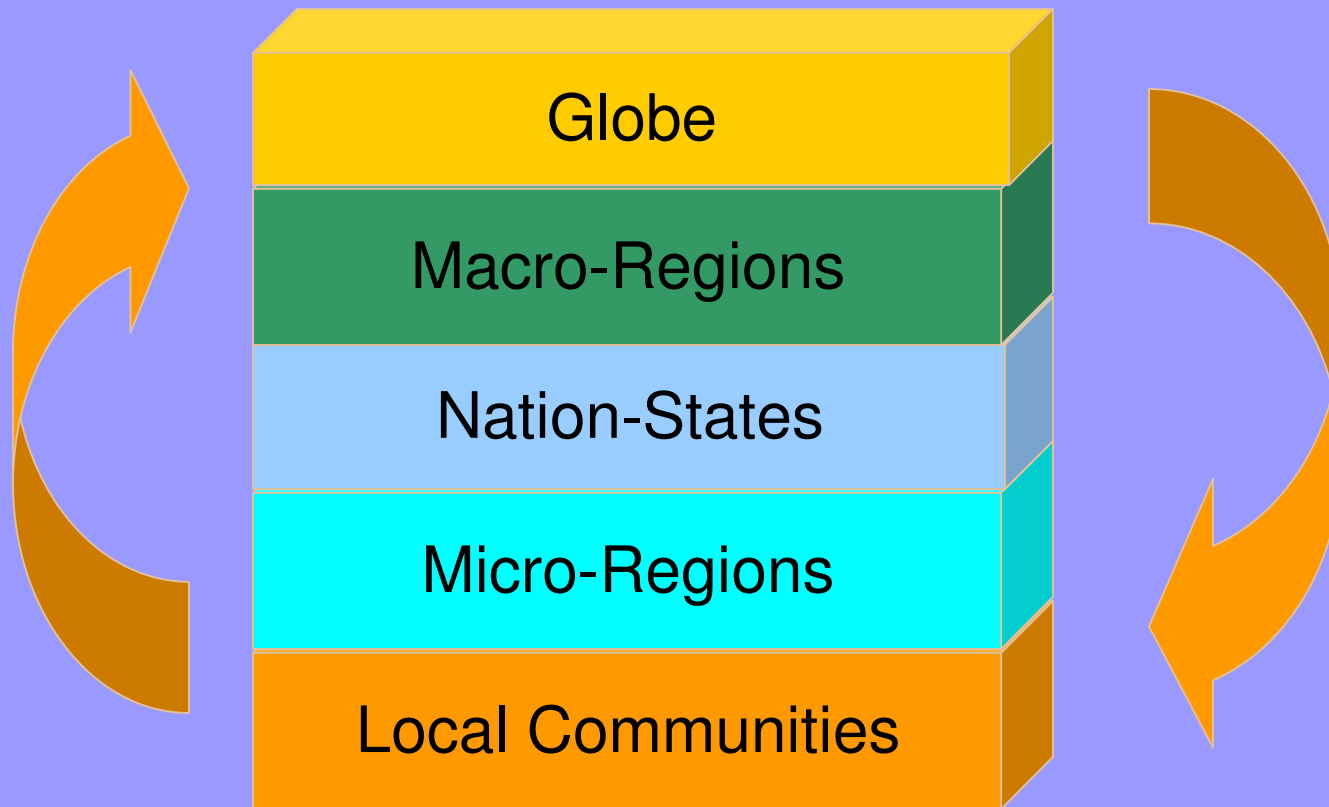 Globe
Macro-Regions
Nation-States
Micro-Regions
Local Communities